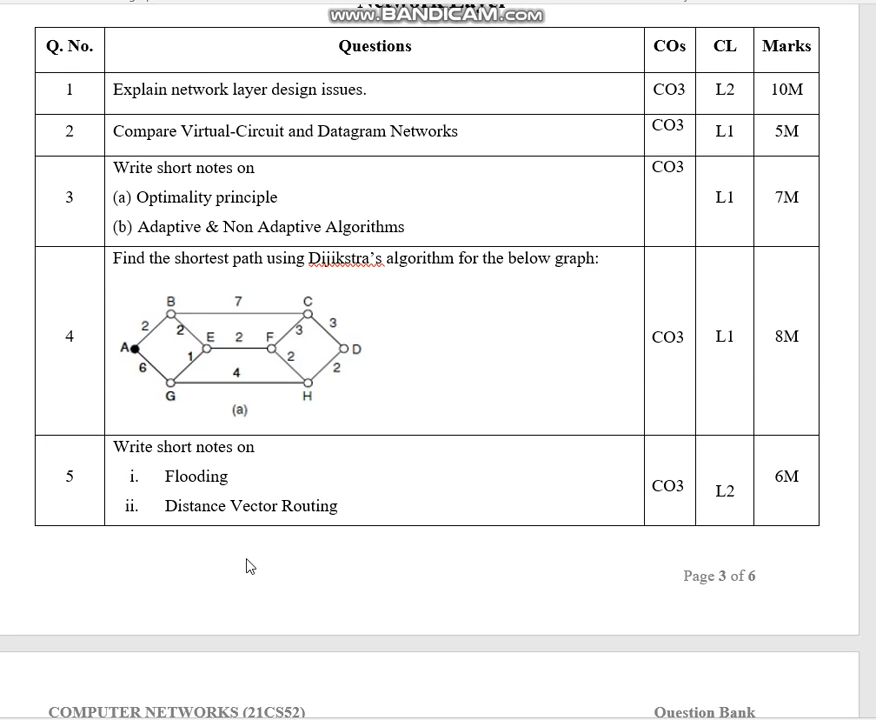 www.BANDICAM.com
Q. No. Questions COs CL Marks
1 Explain network layer design issues. CO3 L2 10M
2 Compare Virtual-Circuit and Datagram Networks CO3 L1 5M
Write short notes on CO3
3 (a) Optimality principle L1 7M
(b) Adaptive & Non Adaptive Algorithms
Find the shortest path using Dijikstra's algorithm for the below graph:
B 7 C
2 2 E 2 F 3 3
4 A D CO3 L1 8M
6 1 4 2 2
G H
(a)
Write short notes on
5 i. Flooding CO3 L2 6M
ii. Distance Vector Routing
Page 3 of 6
COMPUTER NETWORKS (21CS52) Question Bank